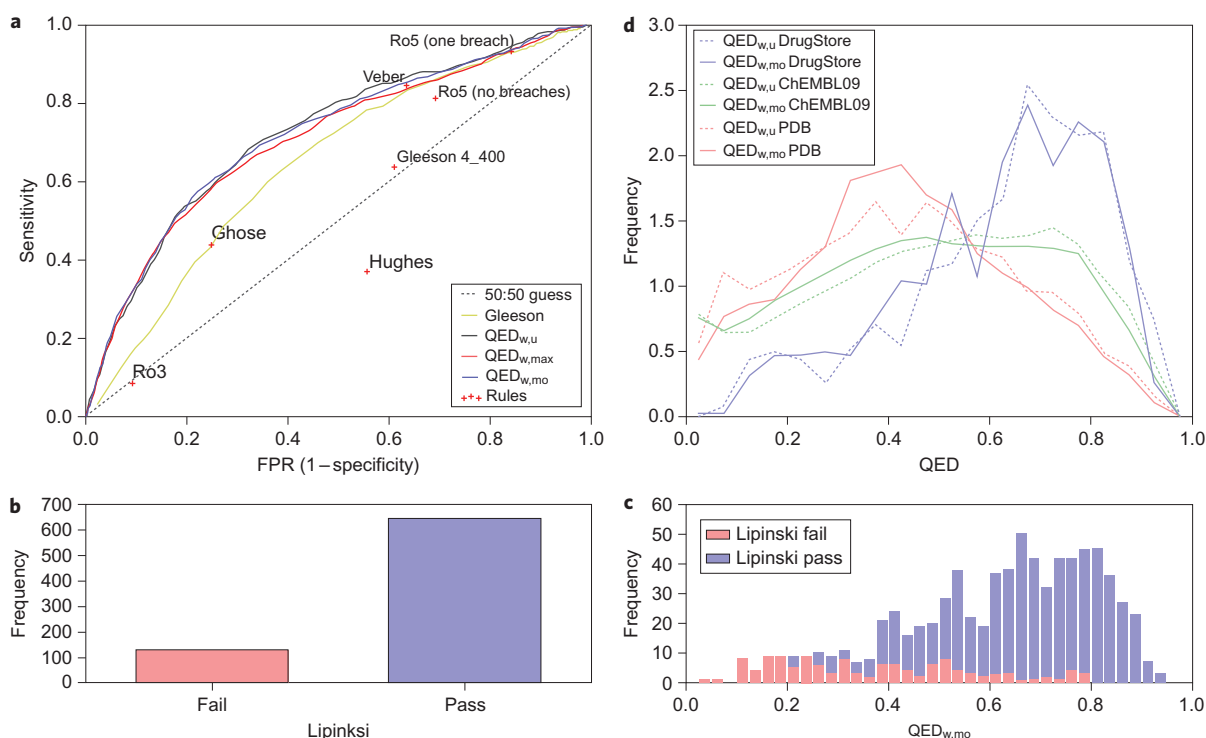 a
1.0
0.8
0.6
0.4
0.2
0.0
Sensitivity
0.0 0.2 0.4 0.6 0.8 1.0
FPR (1–specificity)
Ro5 (one breach)
Veber
Ro5 (no breaches)
Gleeson 4_400
Ghose
Hughes
Ro3
50:50 guess
Gleeson
QEDw,u
QEDw,max
QEDw,mo
Rules
d
3.0
2.5
2.0
1.5
1.0
0.5
0.0
Frequency
QEDw,u DrugStore
QEDw,mo DrugStore
QEDw,u ChEMBL09
QEDw,mo ChEMBL09
QEDw,u PDB
QEDw,mo PDB
0.0 0.2 0.4 0.6 0.8 1.0
QED
b
700
600
500
400
300
200
100
0
Frequency
Fail Pass
Lipinksi
c
60
50
40
30
20
10
0
Frequency
Lipinski fail
Lipinski pass
0.0 0.2 0.4 0.6 0.8 1.0
QEDw,mo